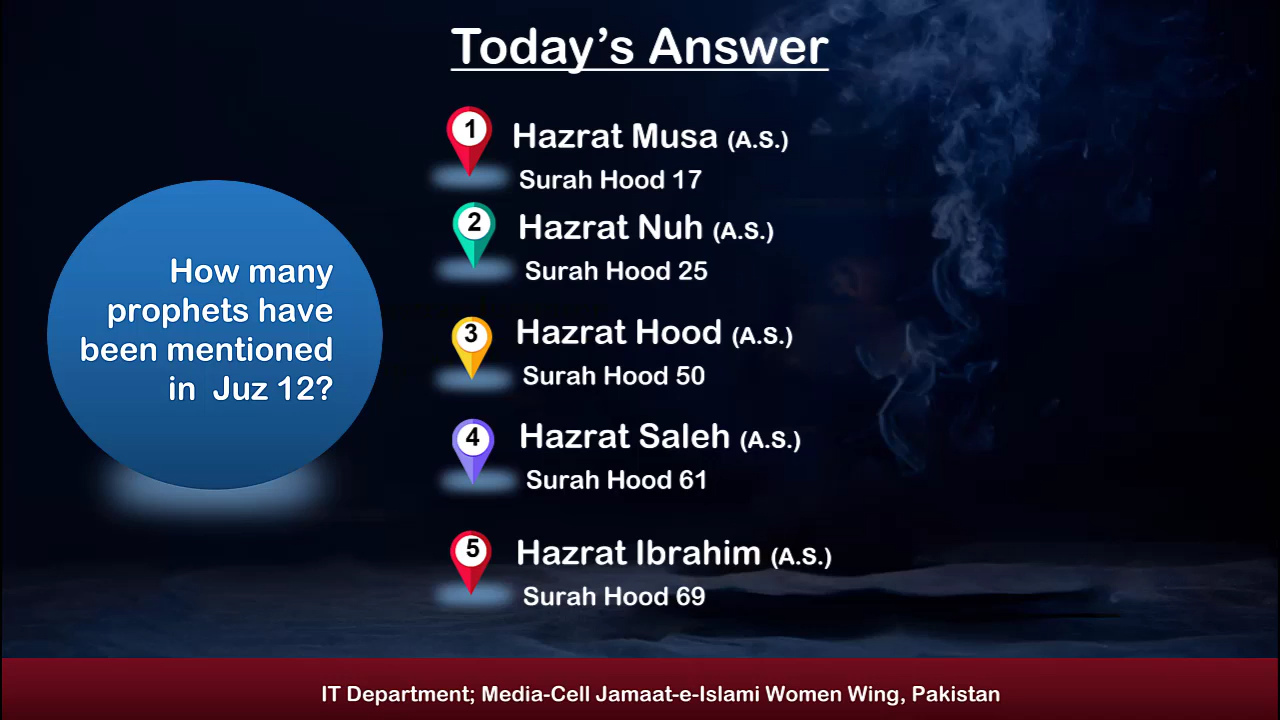 Today's Answer
How many
prophets have
been mentioned
in Juz 12?
1
Hazrat Musa (A.S.)
Surah Hood 17
2
Hazrat Nuh (A.S.)
Surah Hood 25
3
Hazrat Hood (A.S.)
Surah Hood 50
4
Hazrat Saleh (A.S.)
Surah Hood 61
5
Hazrat Ibrahim (A.S.)
Surah Hood 69
IT Department; Media-Cell Jamaat-e-Islami Women Wing, Pakistan